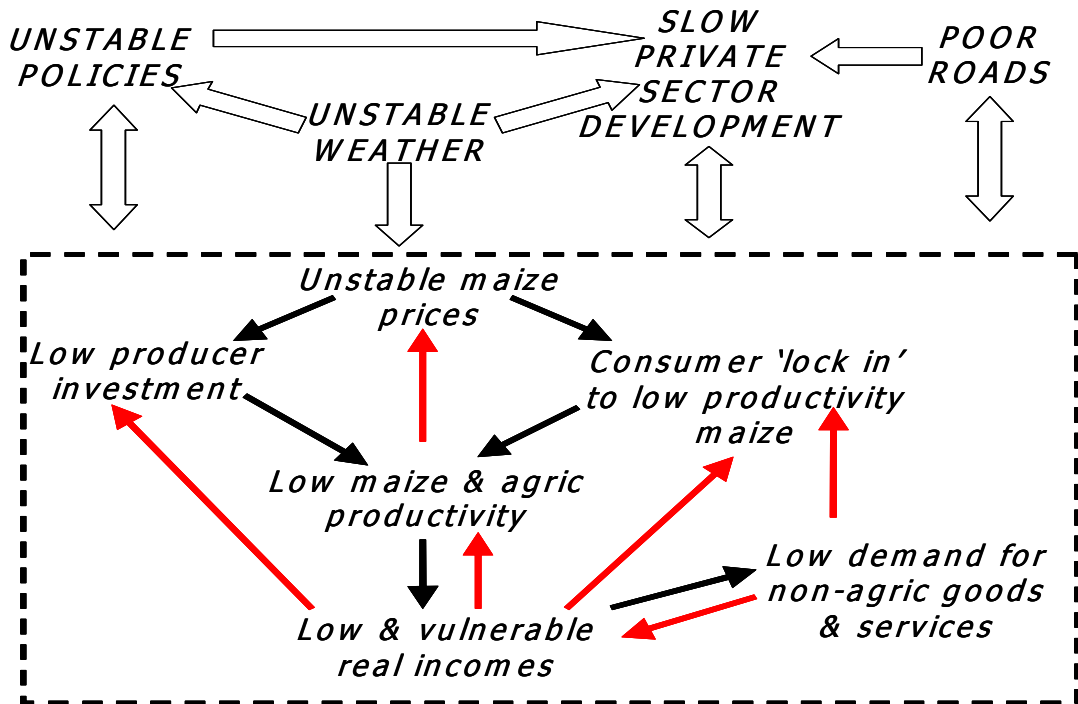 UNSTABLE
POLICIES
SLOW
PRIVATE
SECTOR
DEVELOPMENT
POOR
ROADS
UNSTABLE
WEATHER
Unstable maize
prices
Low producer
investment
Consumer ‘lock in’
to low productivity
maize
Low maize & agric
productivity
Low demand for
non-agric goods
& services
Low & vulnerable
real incomes